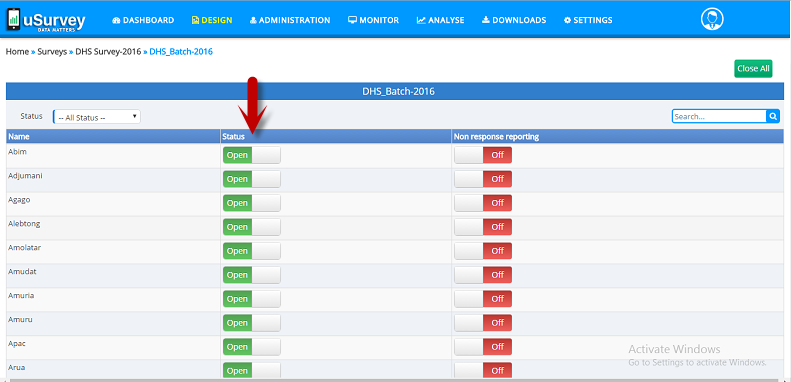 uSurvey
DATA MATTERS
DASHBOARD DESIGN ADMINISTRATION MONITOR ANALYSE DOWNLOADS SETTINGS
Home » Surveys » DHS Survey-2016 » DHS_Batch-2016
Close All
DHS_Batch-2016
Status -- All Status -- Search...
Name Status Non response reporting
Abim Open Off
Adjumani Open Off
Agago Open Off
Alebtong Open Off
Amolatar Open Off
Amudat Open Off
Amuria Open Off
Amuru Open Off
Apac Open Off
Arua Open Off
Activate Windows
Go to Settings to activate Windows.